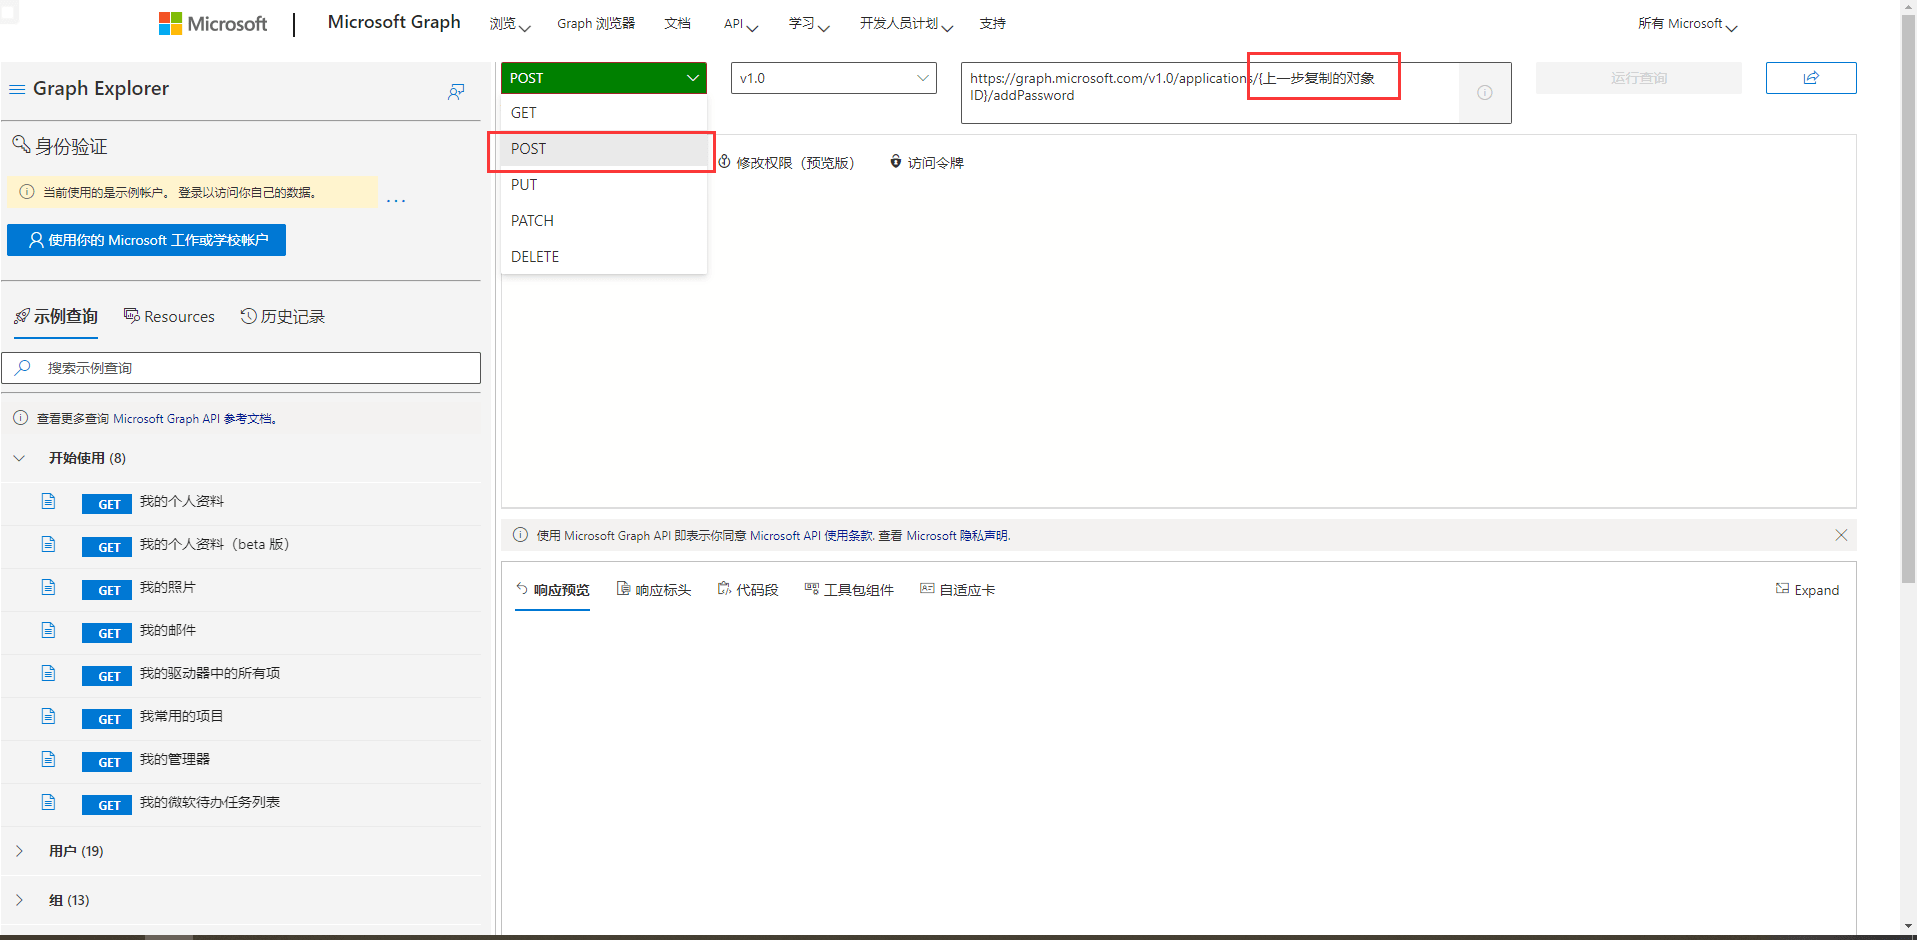 Microsoft
Microsoft Graph
浏览
Graph 浏览器
文档
API
学习
开发人员计划
支持
所有 Microsoft
Graph Explorer
身份验证
当前使用的是示例帐户。 登录以访问你自己的数据。
...
使用你的 Microsoft 工作或学校帐户
示例查询
Resources
历史记录
搜索示例查询
查看更多查询 Microsoft Graph API 参考文档。
开始使用 (8)
GET 我的个人资料
GET 我的个人资料（beta 版）
GET 我的照片
GET 我的邮件
GET 我的驱动器中的所有项
GET 我常用的项目
GET 我的管理器
GET 我的微软待办任务列表
用户 (19)
组 (13)
POST
GET
POST
PUT
PATCH
DELETE
v1.0
https://graph.microsoft.com/v1.0/applications/{上一步复制的对象
ID}/addPassword
运行查询
修改权限（预览版）
访问令牌
使用 Microsoft Graph API 即表示你同意 Microsoft API 使用条款. 查看 Microsoft 隐私声明.
响应预览
响应标头
代码段
工具包组件
自适应卡
Expand